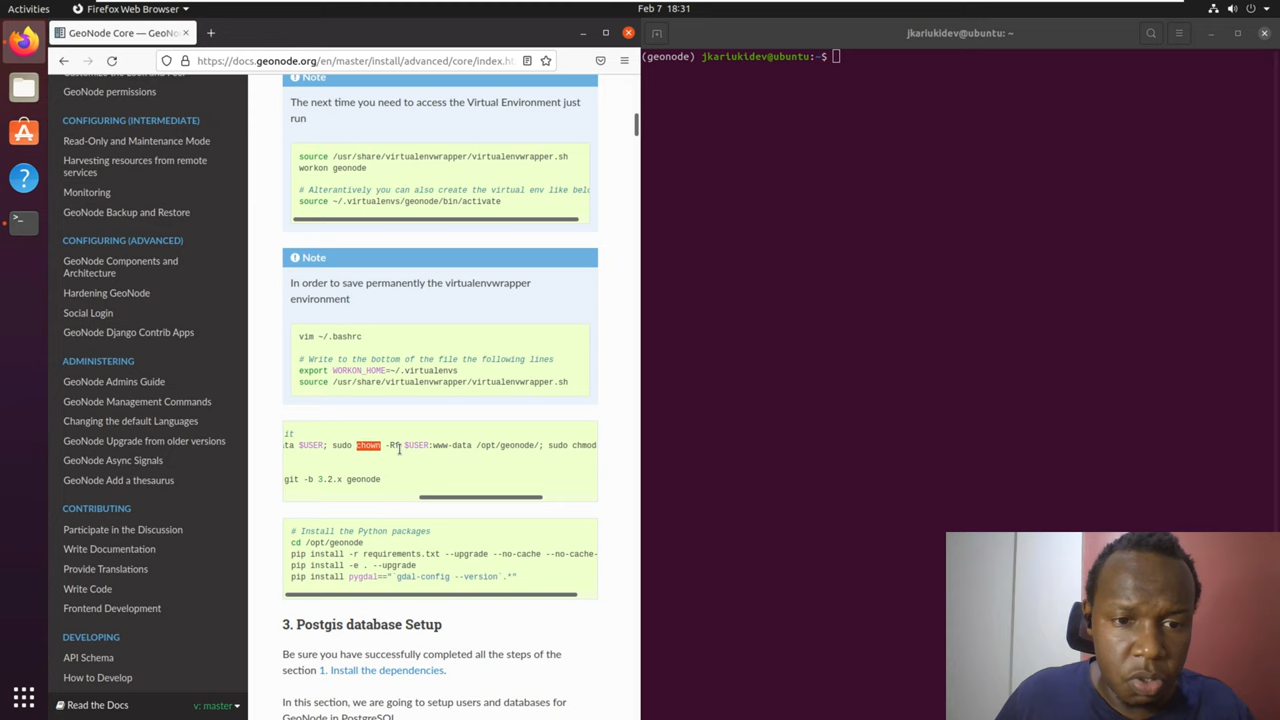 Activities
Firefox Web Browser
Feb 7 18:31
GeoNode Core — GeoNo
jkariukidev@ubuntu: ~
https://docs.geonode.org/en/master/install/advanced/core/index.ht
(geonode) jkariukidev@ubuntu:~$
GeoNode permissions
CONFIGURING (INTERMEDIATE)
Read-Only and Maintenance Mode
Harvesting resources from remote
services
Monitoring
GeoNode Backup and Restore
CONFIGURING (ADVANCED)
GeoNode Components and
Architecture
Hardening GeoNode
Social Login
GeoNode Django Contrib Apps
ADMINISTERING
GeoNode Admins Guide
GeoNode Management Commands
Changing the default Languages
GeoNode Upgrade from older versions
GeoNode Async Signals
GeoNode Add a thesaurus
CONTRIBUTING
Participate in the Discussion
Write Documentation
Provide Translations
Write Code
Frontend Development
DEVELOPING
API Schema
How to Develop
Read the Docs
v: master
Note
The next time you need to access the Virtual Environment just
run
source /usr/share/virtualenvwrapper/virtualenvwrapper.sh
workon geonode
# Alterantively you can also create the virtual env like belo
source ~/.virtualenvs/geonode/bin/activate
Note
In order to save permanently the virtualenvwrapper
environment
vim ~/.bashrc
# Write to the bottom of the file the following lines
export WORKON_HOME=~/.virtualenvs
source /usr/share/virtualenvwrapper/virtualenvwrapper.sh
it
ta $USER; sudo chown -Rf $USER:www-data /opt/geonode/; sudo chmod
git -b 3.2.x geonode
# Install the Python packages
cd /opt/geonode
pip install -r requirements.txt --upgrade --no-cache --no-cache-
pip install -e . --upgrade
pip install pygdal=="`gdal-config --version`.*"
3. Postgis database Setup
Be sure you have successfully completed all the steps of the
section 1. Install the dependencies.
In this section, we are going to setup users and databases for
GeoNode in PostgreSQL